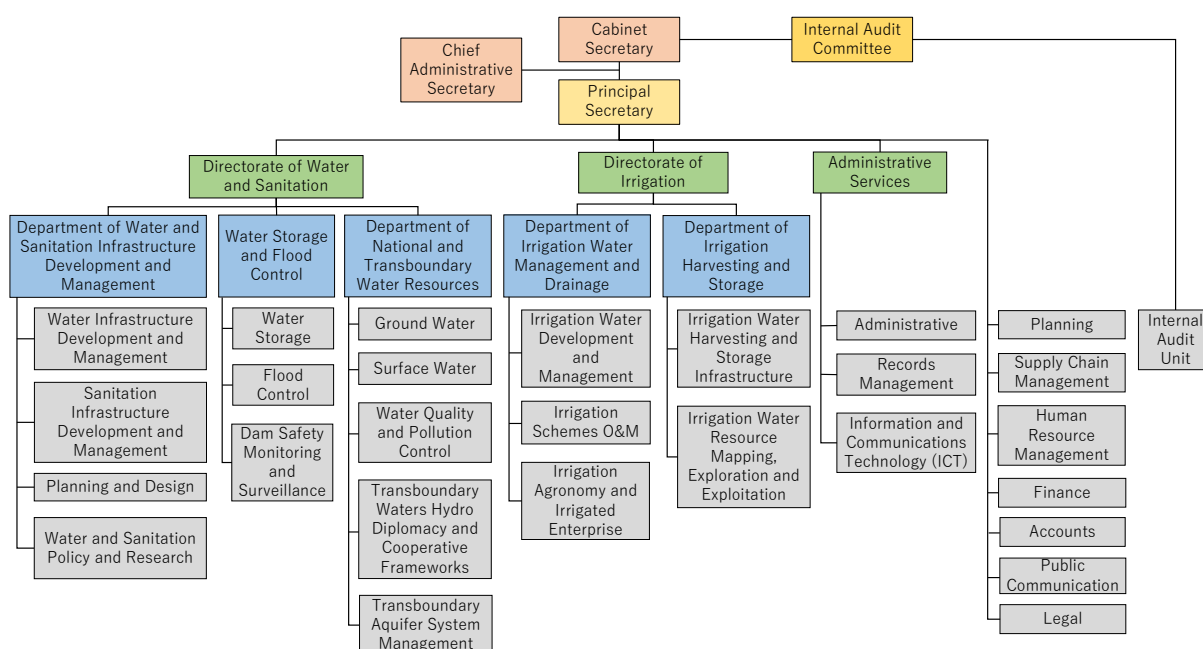 Cabinet
Secretary
Internal Audit
Committee
Chief
Administrative
Secretary
Principal
Secretary
Directorate of Water
and Sanitation
Directorate of
Irrigation
Administrative
Services
Department of Water and
Sanitation Infrastructure
Development and
Management
Water Storage
and Flood
Control
Department of
National and
Transboundary
Water Resources
Department of
Irrigation Water
Management and
Drainage
Department of
Irrigation
Harvesting and
Storage
Water Infrastructure
Development and
Management
Sanitation
Infrastructure
Development and
Management
Planning and Design
Water and Sanitation
Policy and Research
Water
Storage
Flood
Control
Dam Safety
Monitoring
and
Surveillance
Ground Water
Surface Water
Water Quality
and Pollution
Control
Transboundary
Waters Hydro
Diplomacy and
Cooperative
Frameworks
Transboundary
Aquifer System
Management
Irrigation Water
Development
and
Management
Irrigation
Schemes O&M
Irrigation
Agronomy and
Irrigated
Enterprise
Irrigation Water
Harvesting and
Storage
Infrastructure
Irrigation Water
Resource
Mapping,
Exploration and
Exploitation
Administrative
Records
Management
Information and
Communications
Technology (ICT)
Planning
Supply Chain
Management
Human
Resource
Management
Finance
Accounts
Public
Communication
Legal
Internal
Audit
Unit